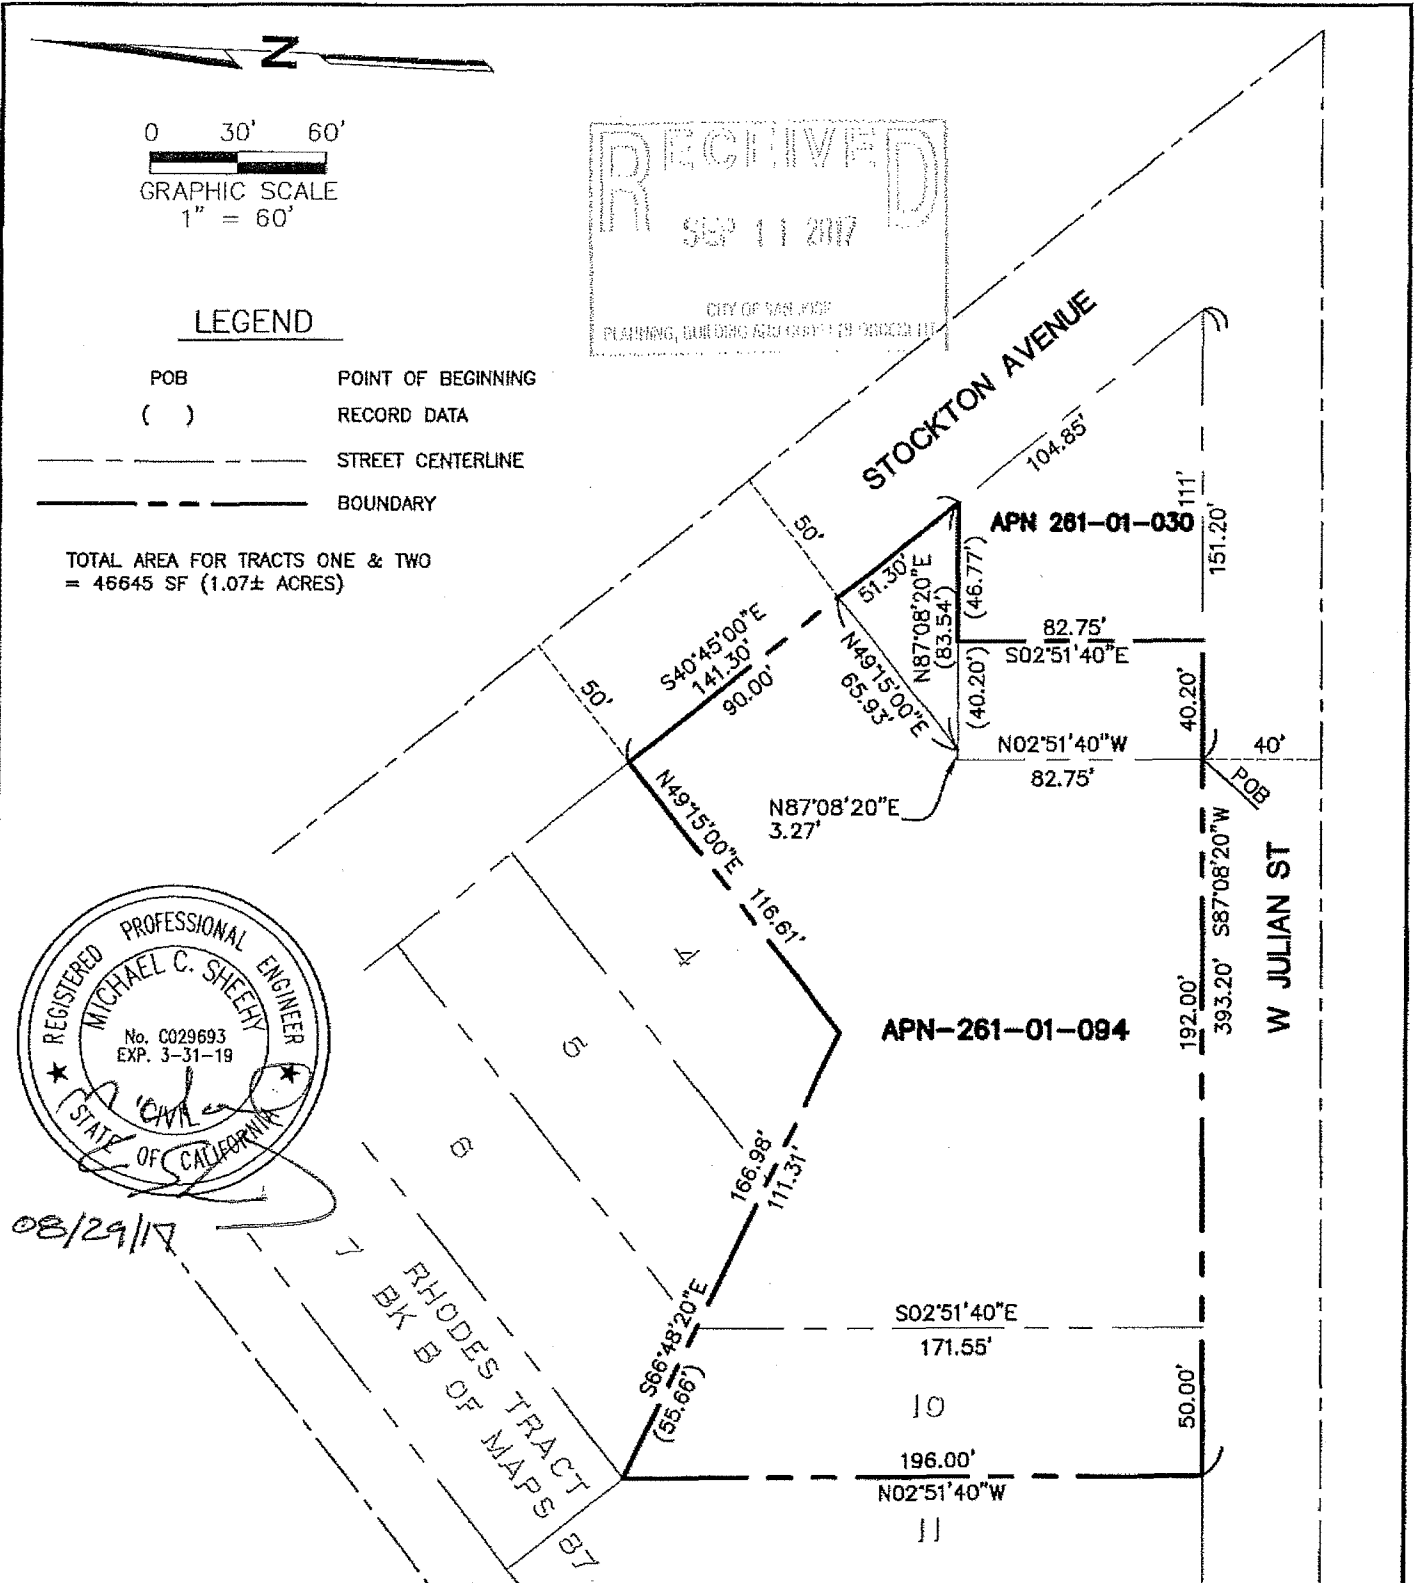 N
0 30' 60'
GRAPHIC SCALE
1" = 60'
RECEIVED
SEP 11 2017
CITY OF SAN JOSE
PLANNING, BUILDING AND
LEGEND
POB POINT OF BEGINNING
( ) RECORD DATA
STREET CENTERLINE
BOUNDARY
TOTAL AREA FOR TRACTS ONE & TWO
= 46645 SF (1.07± ACRES)
STOCKTON AVENUE
104.85'
111'
151.20'
APN 261-01-030
50'
51.30'
N87°08'20"E
(83.54')
(46.77')
82.75'
S02°51'40"E
S40°45'00"E
141.30'
90.00'
50'
N49°15'00"E
65.93'
(40.20')
40.20'
N02°51'40"W
82.75'
40'
POB
N87°08'20"E
3.27'
N49°15'00"E
116.61'
192.00'
393.20' S87°08'20"W
W JULIAN ST
4
APN-261-01-094
5
6
REGISTERED PROFESSIONAL ENGINEER
MICHAEL C. SHEEHY
No. C029693
EXP. 3-31-19
CIVIL
STATE OF CALIFORNIA
08/29/17
166.98'
111.31'
7
RHODES TRACT
BK B OF MAPS 87
S66°48'20"E
(55.66')
S02°51'40"E
171.55'
10
50.00'
196.00'
N02°51'40"W
11